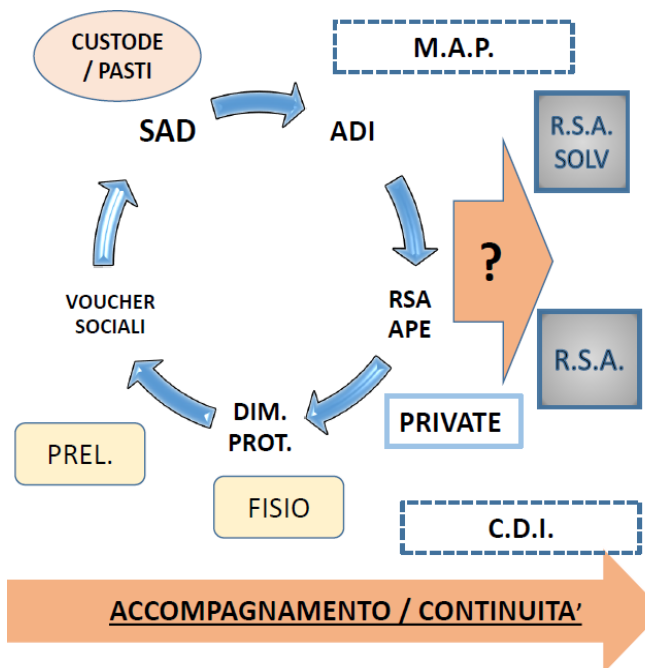 CUSTODE
/ PASTI
M.A.P.
SAD
ADI
R.S.A.
SOLV
?
VOUCHER
SOCIALI
RSA
APE
R.S.A.
DIM.
PROT.
PRIVATE
PREL.
FISIO
C.D.I.
ACCOMPAGNAMENTO / CONTINUITA’